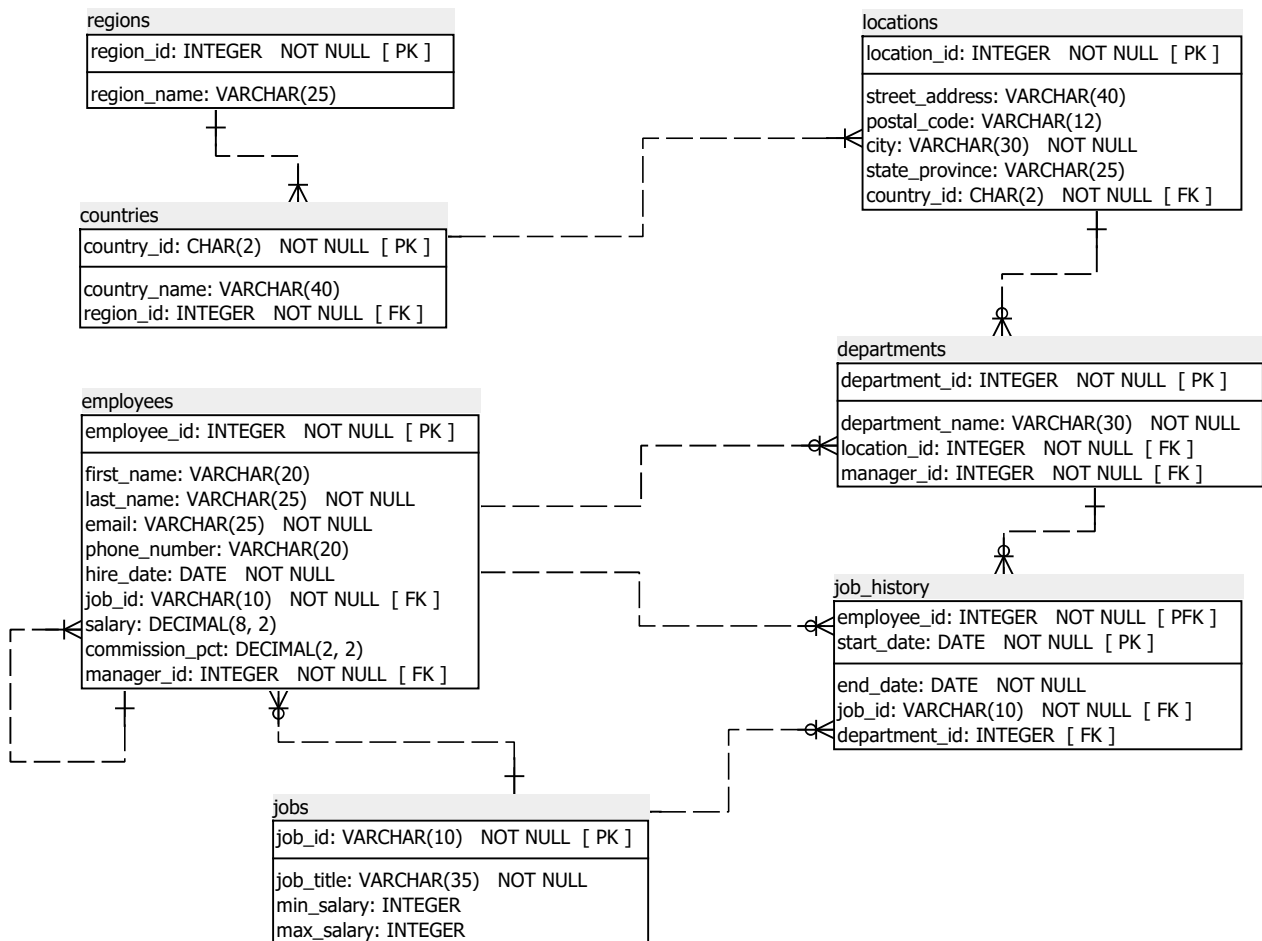 regions
region_id: INTEGER NOT NULL [ PK ]
region_name: VARCHAR(25)
locations
location_id: INTEGER NOT NULL [ PK ]
street_address: VARCHAR(40)
postal_code: VARCHAR(12)
city: VARCHAR(30) NOT NULL
state_province: VARCHAR(25)
country_id: CHAR(2) NOT NULL [ FK ]
countries
country_id: CHAR(2) NOT NULL [ PK ]
country_name: VARCHAR(40)
region_id: INTEGER NOT NULL [ FK ]
departments
department_id: INTEGER NOT NULL [ PK ]
department_name: VARCHAR(30) NOT NULL
location_id: INTEGER NOT NULL [ FK ]
manager_id: INTEGER NOT NULL [ FK ]
employees
employee_id: INTEGER NOT NULL [ PK ]
first_name: VARCHAR(20)
last_name: VARCHAR(25) NOT NULL
email: VARCHAR(25) NOT NULL
phone_number: VARCHAR(20)
hire_date: DATE NOT NULL
job_id: VARCHAR(10) NOT NULL [ FK ]
salary: DECIMAL(8, 2)
commission_pct: DECIMAL(2, 2)
manager_id: INTEGER NOT NULL [ FK ]
job_history
employee_id: INTEGER NOT NULL [ PFK ]
start_date: DATE NOT NULL [ PK ]
end_date: DATE NOT NULL
job_id: VARCHAR(10) NOT NULL [ FK ]
department_id: INTEGER [ FK ]
jobs
job_id: VARCHAR(10) NOT NULL [ PK ]
job_title: VARCHAR(35) NOT NULL
min_salary: INTEGER
max_salary: INTEGER